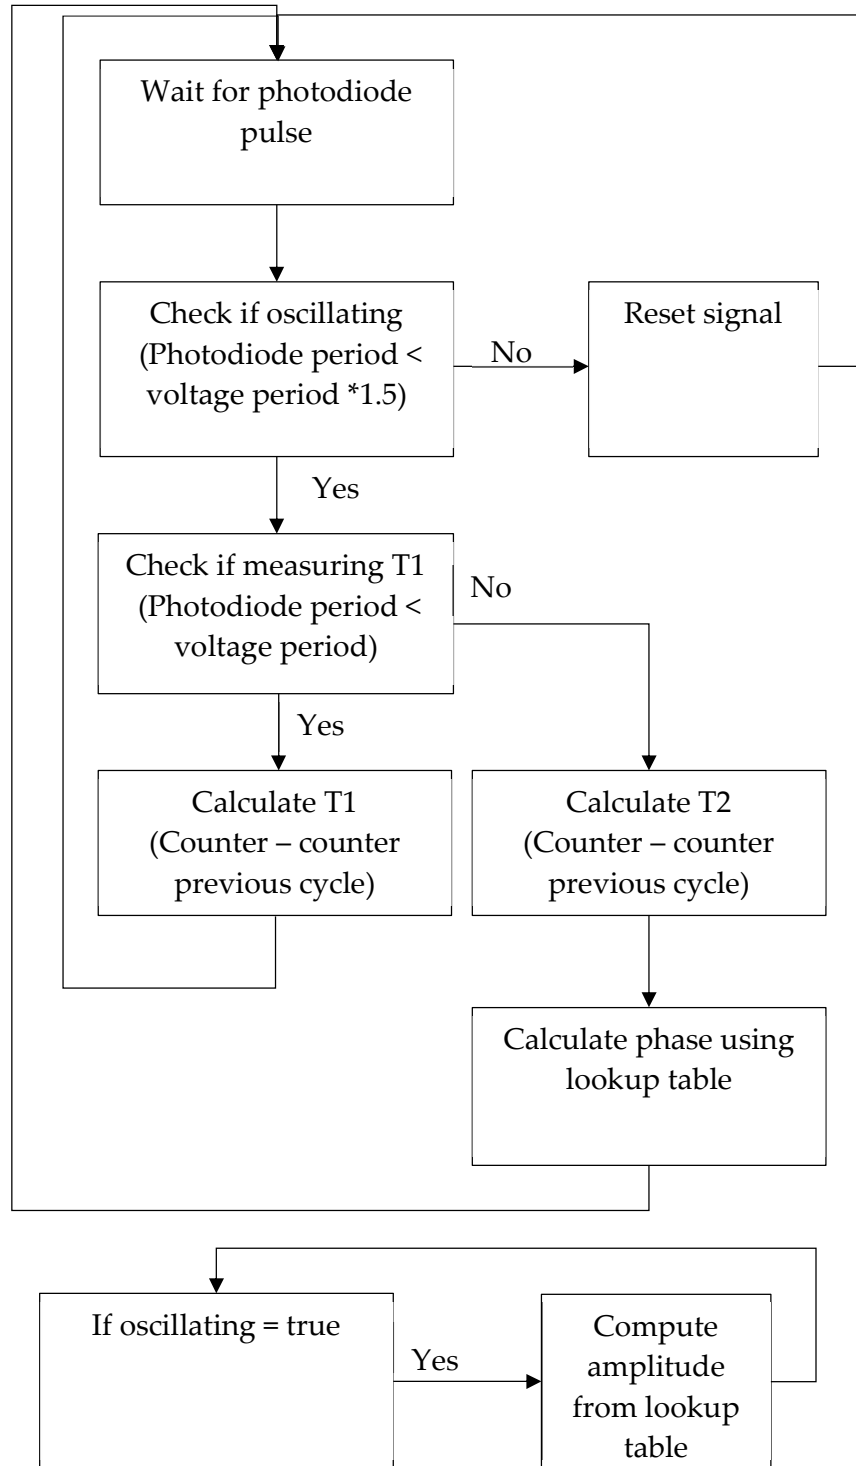 Wait for photodiode
pulse
Check if oscillating
(Photodiode period <
voltage period *1.5)
No
Reset signal
Yes
Check if measuring T1
(Photodiode period <
voltage period)
No
Yes
Calculate T1
(Counter – counter
previous cycle)
Calculate T2
(Counter – counter
previous cycle)
Calculate phase using
lookup table
If oscillating = true
Yes
Compute
amplitude
from lookup
table